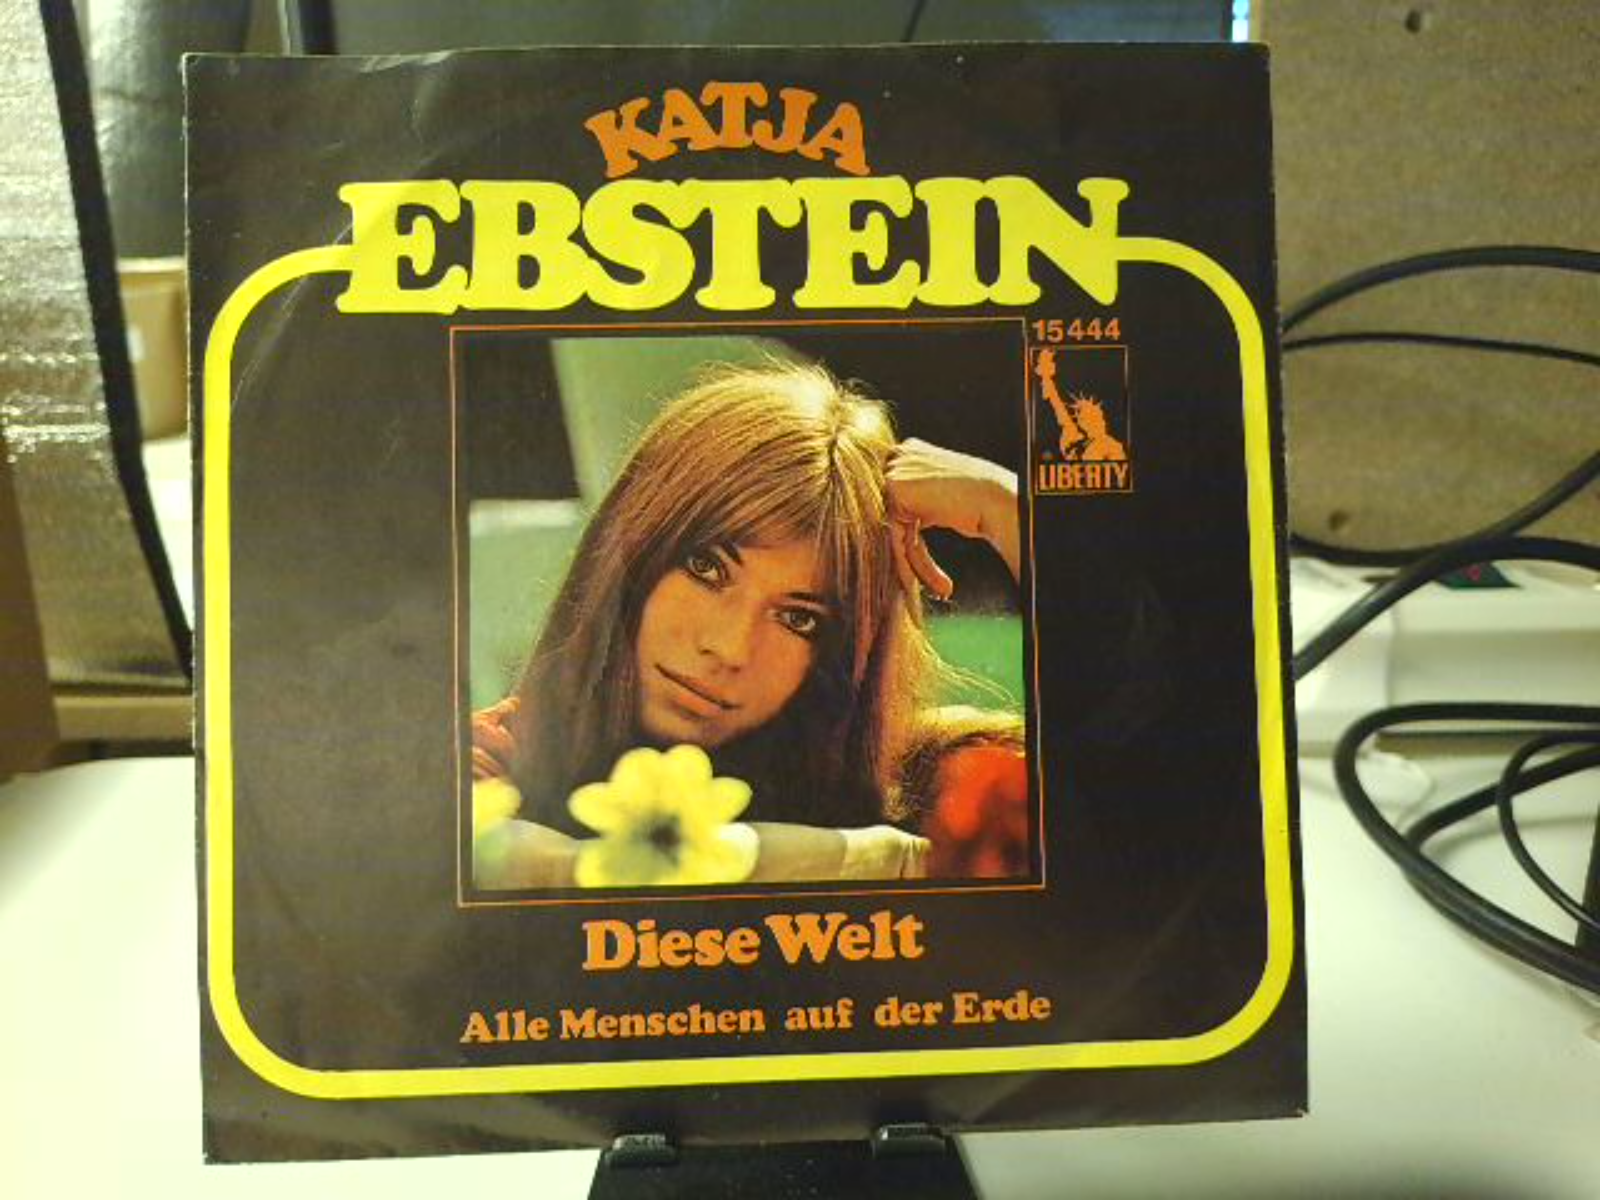 KATJA
EBSTEIN
15444
LIBERTY
Diese Welt
Alle Menschen auf der Erde